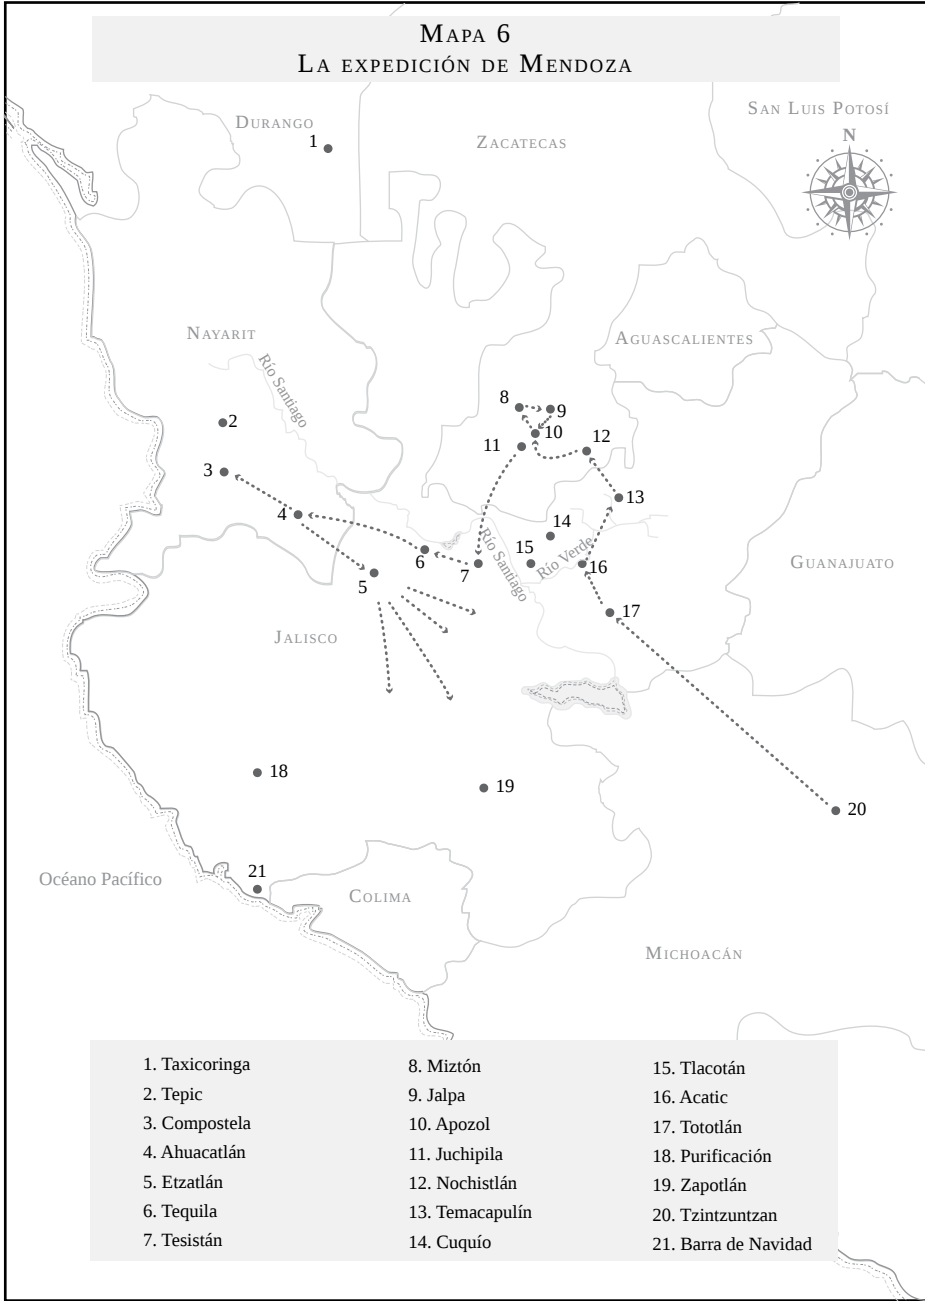 Mapa 6
La expedición de Mendoza
San Luis Potosí
Durango
N
Zacatecas
1
Nayarit
Aguascalientes
Río Santiago
8
9
2
10
12
11
3
13
4
14
Río Santiago
15
Río Verde
6
7
16
Guanajuato
5
17
Jalisco
18
19
20
21
Océano Pacífico
Colima
Michoacán
1. Taxicoringa
2. Tepic
3. Compostela
4. Ahuacatlán
5. Etzatlán
6. Tequila
7. Tesistán
8. Miztón
9. Jalpa
10. Apozol
11. Juchipila
12. Nochistlán
13. Temacapulín
14. Cuquío
15. Tlacotán
16. Acatic
17. Tototlán
18. Purificación
19. Zapotlán
20. Tzintzuntzan
21. Barra de Navidad